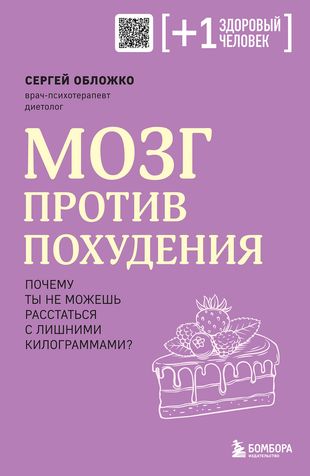 [+1 ЗДОРОВЫЙ
ЧЕЛОВЕК]
СЕРГЕЙ ОБЛОЖКО
врач-психотерапевт
диетолог
МОЗГ
ПРОТИВ
ПОХУДЕНИЯ
ПОЧЕМУ
ТЫ НЕ МОЖЕШЬ
РАССТАТЬСЯ
С ЛИШНИМИ
КИЛОГРАММАМИ?
БОМБОРА
ИЗДАТЕЛЬСТВО